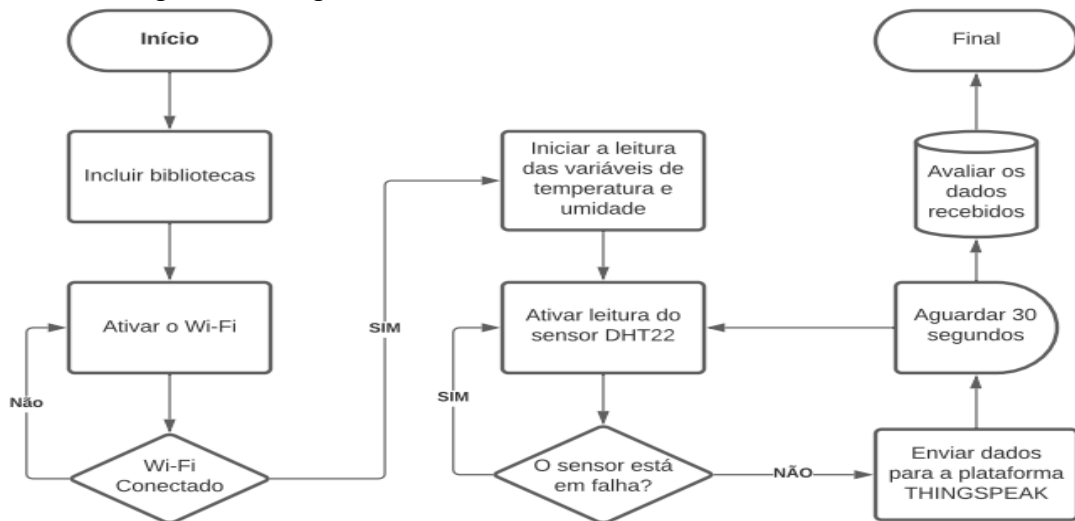 Início
Incluir bibliotecas
Ativar o Wi-Fi
Não
Wi-Fi
Conectado
SIM
Iniciar a leitura
das variáveis de
temperatura e
umidade
Ativar leitura do
sensor DHT22
SIM
O sensor está
em falha?
NÃO
Enviar dados
para a plataforma
THINGSPEAK
Aguardar 30
segundos
Avaliar os
dados
recebidos
Final